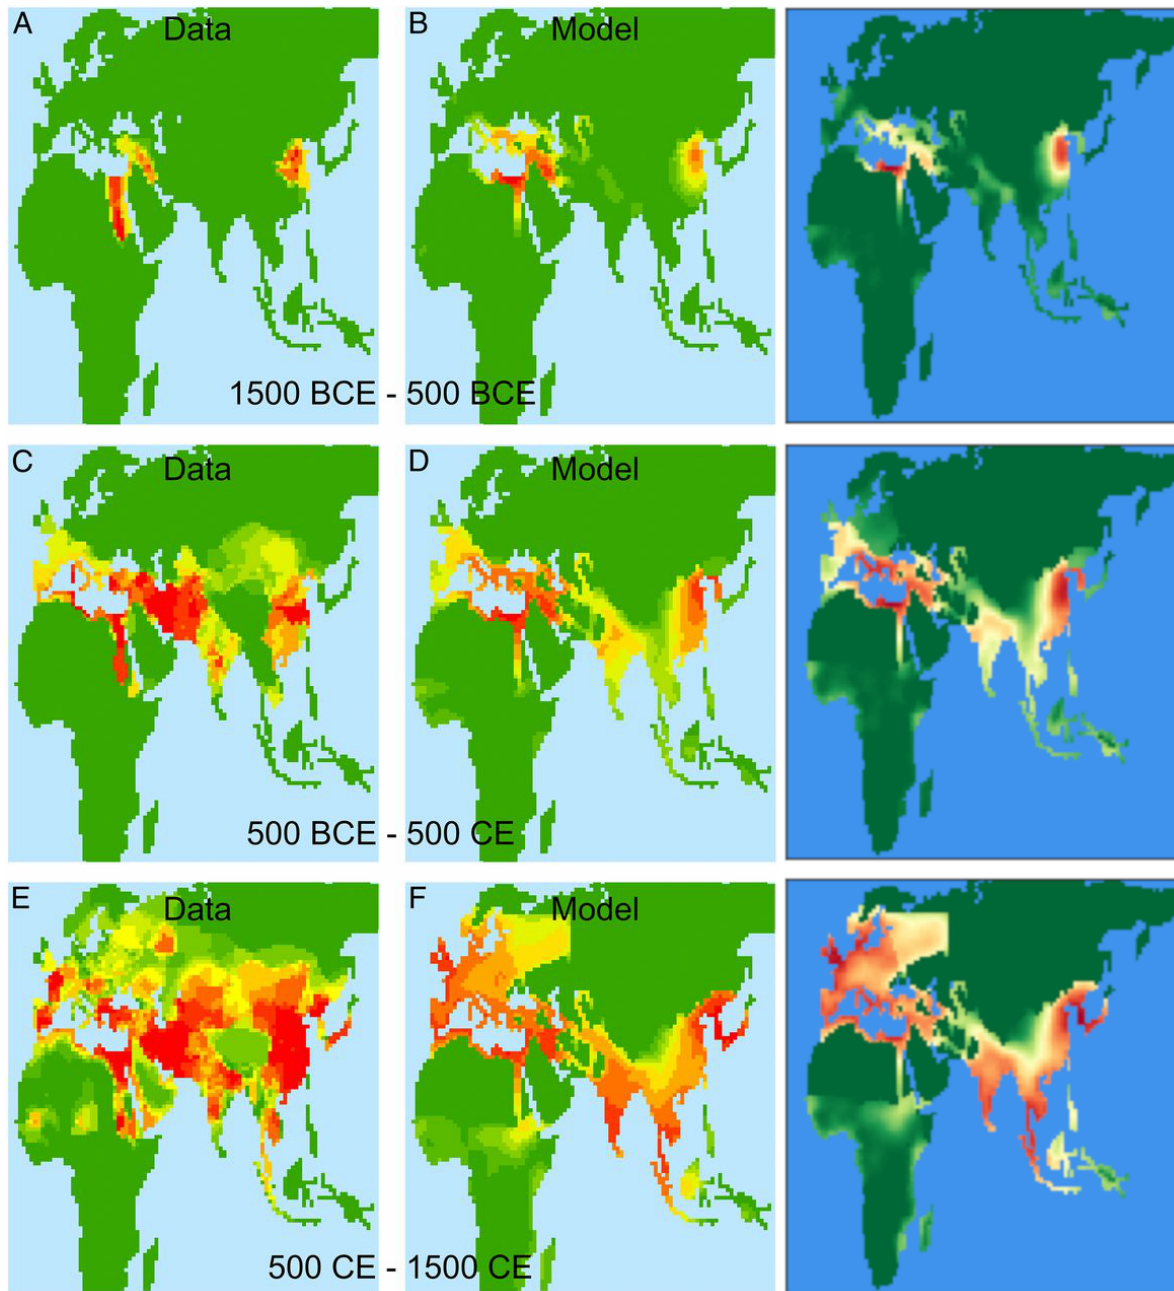 A Data
B Model
1500 BCE - 500 BCE
C Data
D Model
500 BCE - 500 CE
E Data
F Model
500 CE - 1500 CE